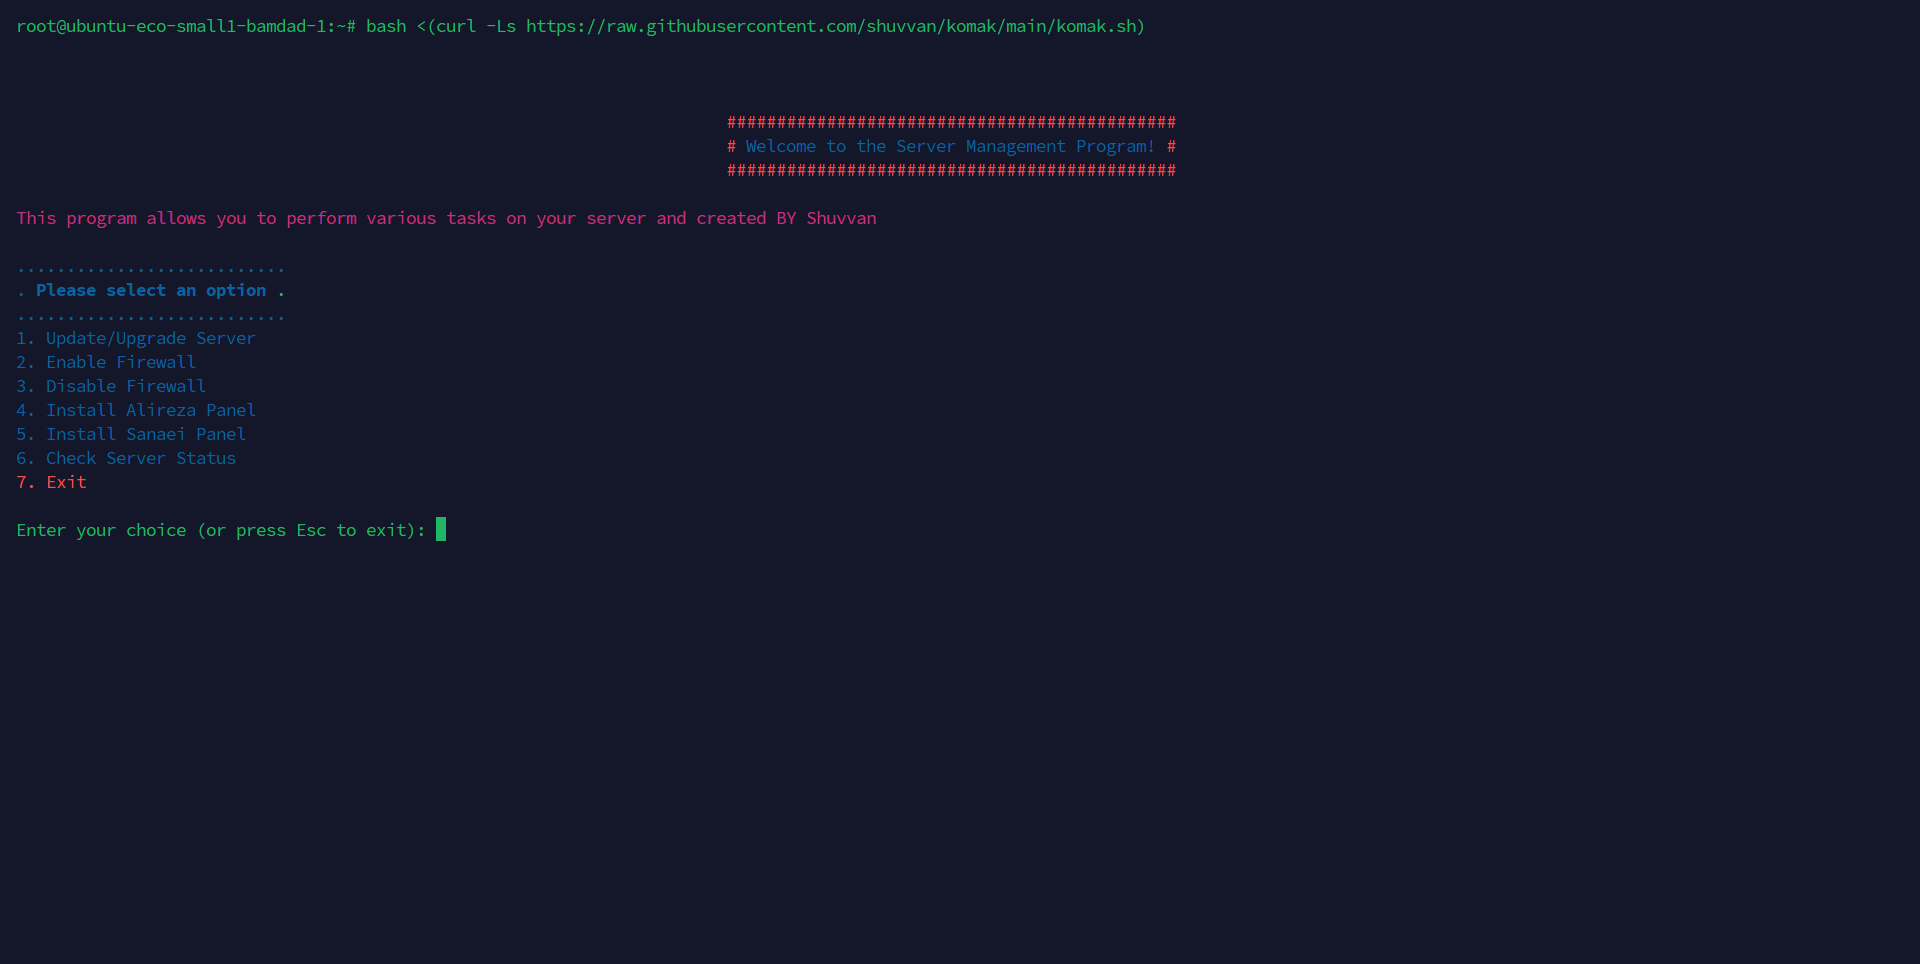 root@ubuntu-eco-small1-bamdad-1:~# bash <(curl -Ls https://raw.githubusercontent.com/shuvvan/komak/main/komak.sh)
#############################################
# Welcome to the Server Management Program! #
#############################################
This program allows you to perform various tasks on your server and created BY Shuvvan
...........................
. Please select an option .
...........................
1. Update/Upgrade Server
2. Enable Firewall
3. Disable Firewall
4. Install Alireza Panel
5. Install Sanaei Panel
6. Check Server Status
7. Exit
Enter your choice (or press Esc to exit):